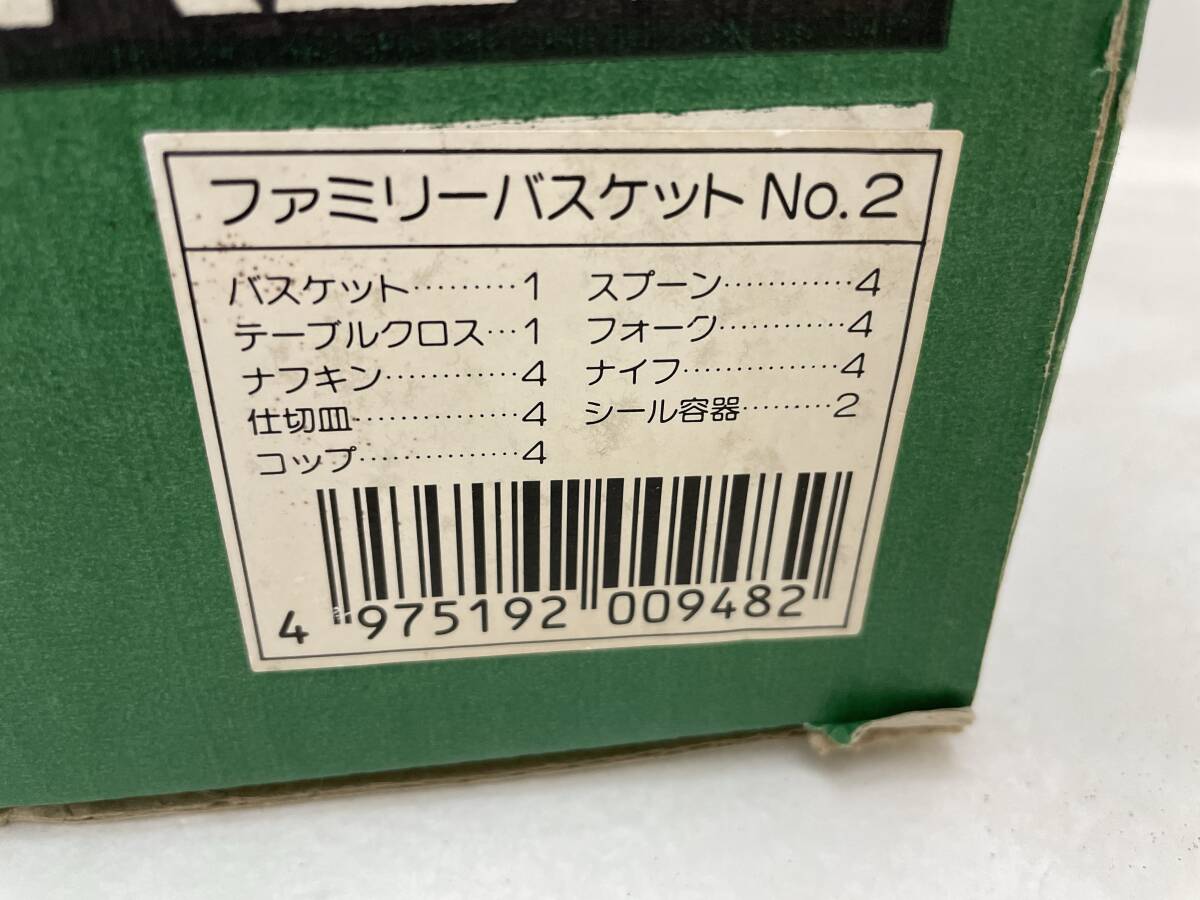 ファミリーバスケット No.2
バスケット………1
テーブルクロス…1
ナフキン…………4
仕切皿……………4
コップ……………4
スプーン…………4
フォーク…………4
ナイフ……………4
シール容器………2
4 975192 009482